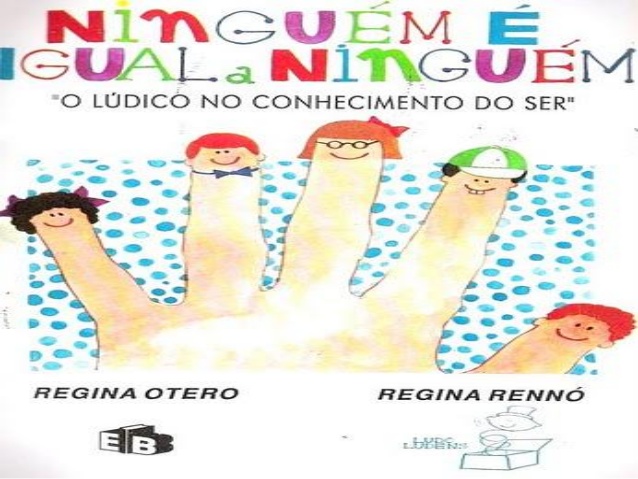 NiNGUÉM É
IGUAL a NiNGUÉM
"O LÚDICO NO CONHECIMENTO DO SER"
REGINA OTERO
REGINA RENNÓ
EB